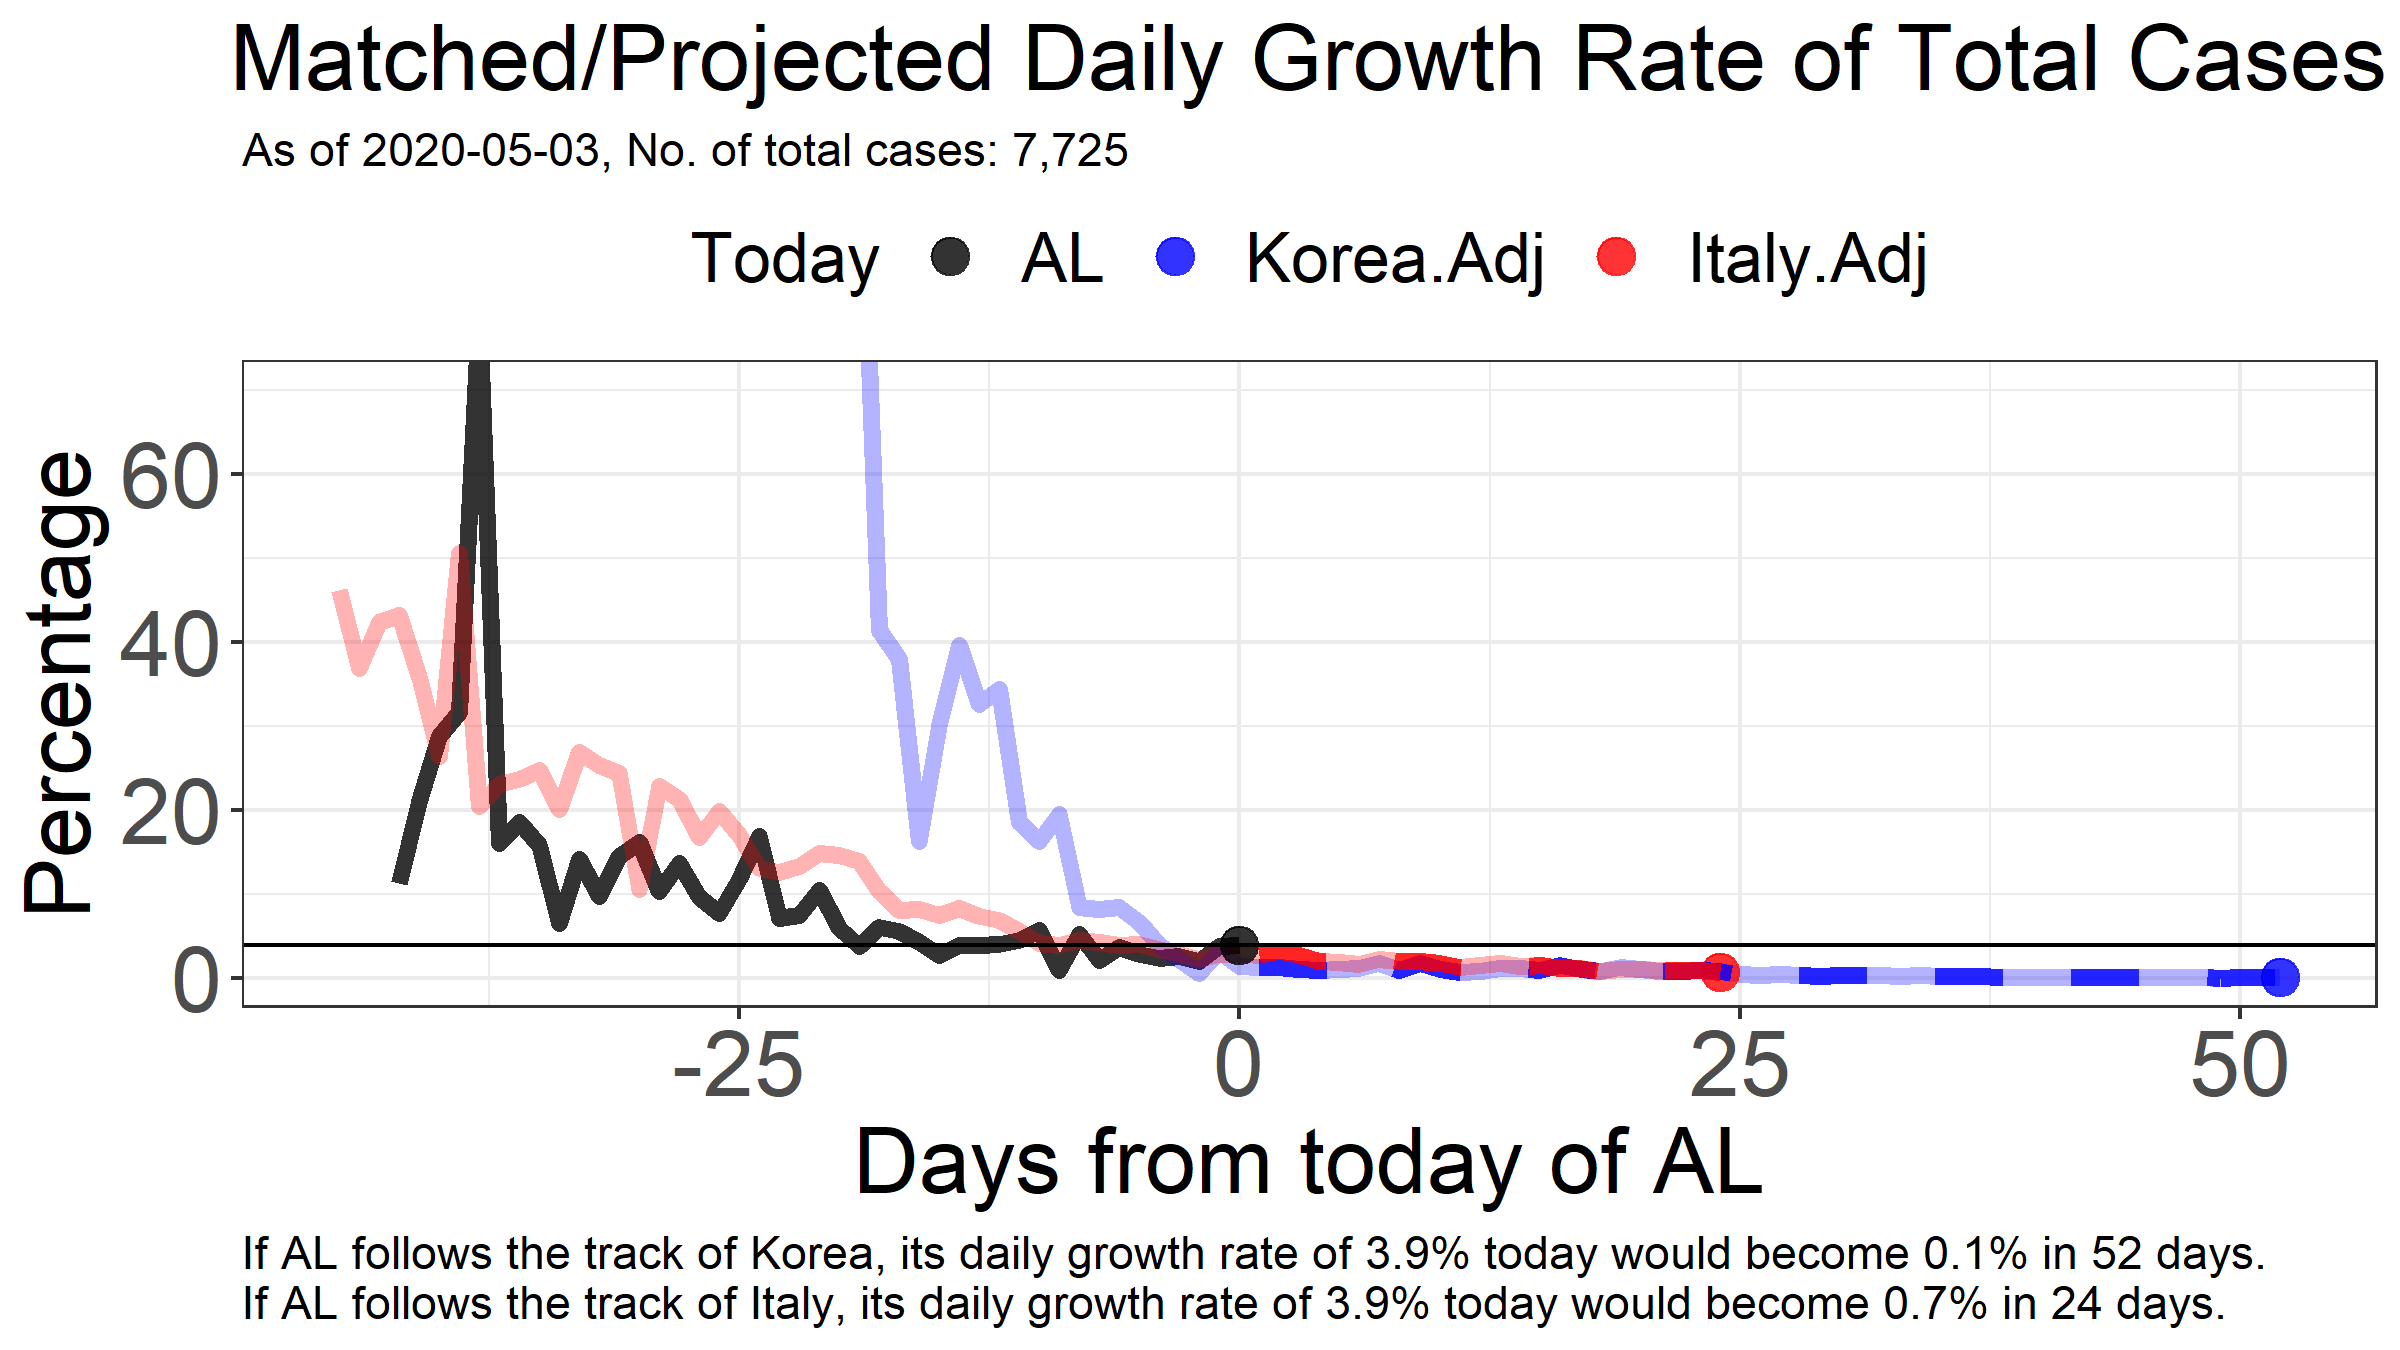 Matched/Projected Daily Growth Rate of Total Cases
As of 2020-05-03, No. of total cases: 7,725
Today AL Korea.Adj Italy.Adj
Percentage
60
40
20
0
-25 0 25 50
Days from today of AL
If AL follows the track of Korea, its daily growth rate of 3.9% today would become 0.1% in 52 days.
If AL follows the track of Italy, its daily growth rate of 3.9% today would become 0.7% in 24 days.